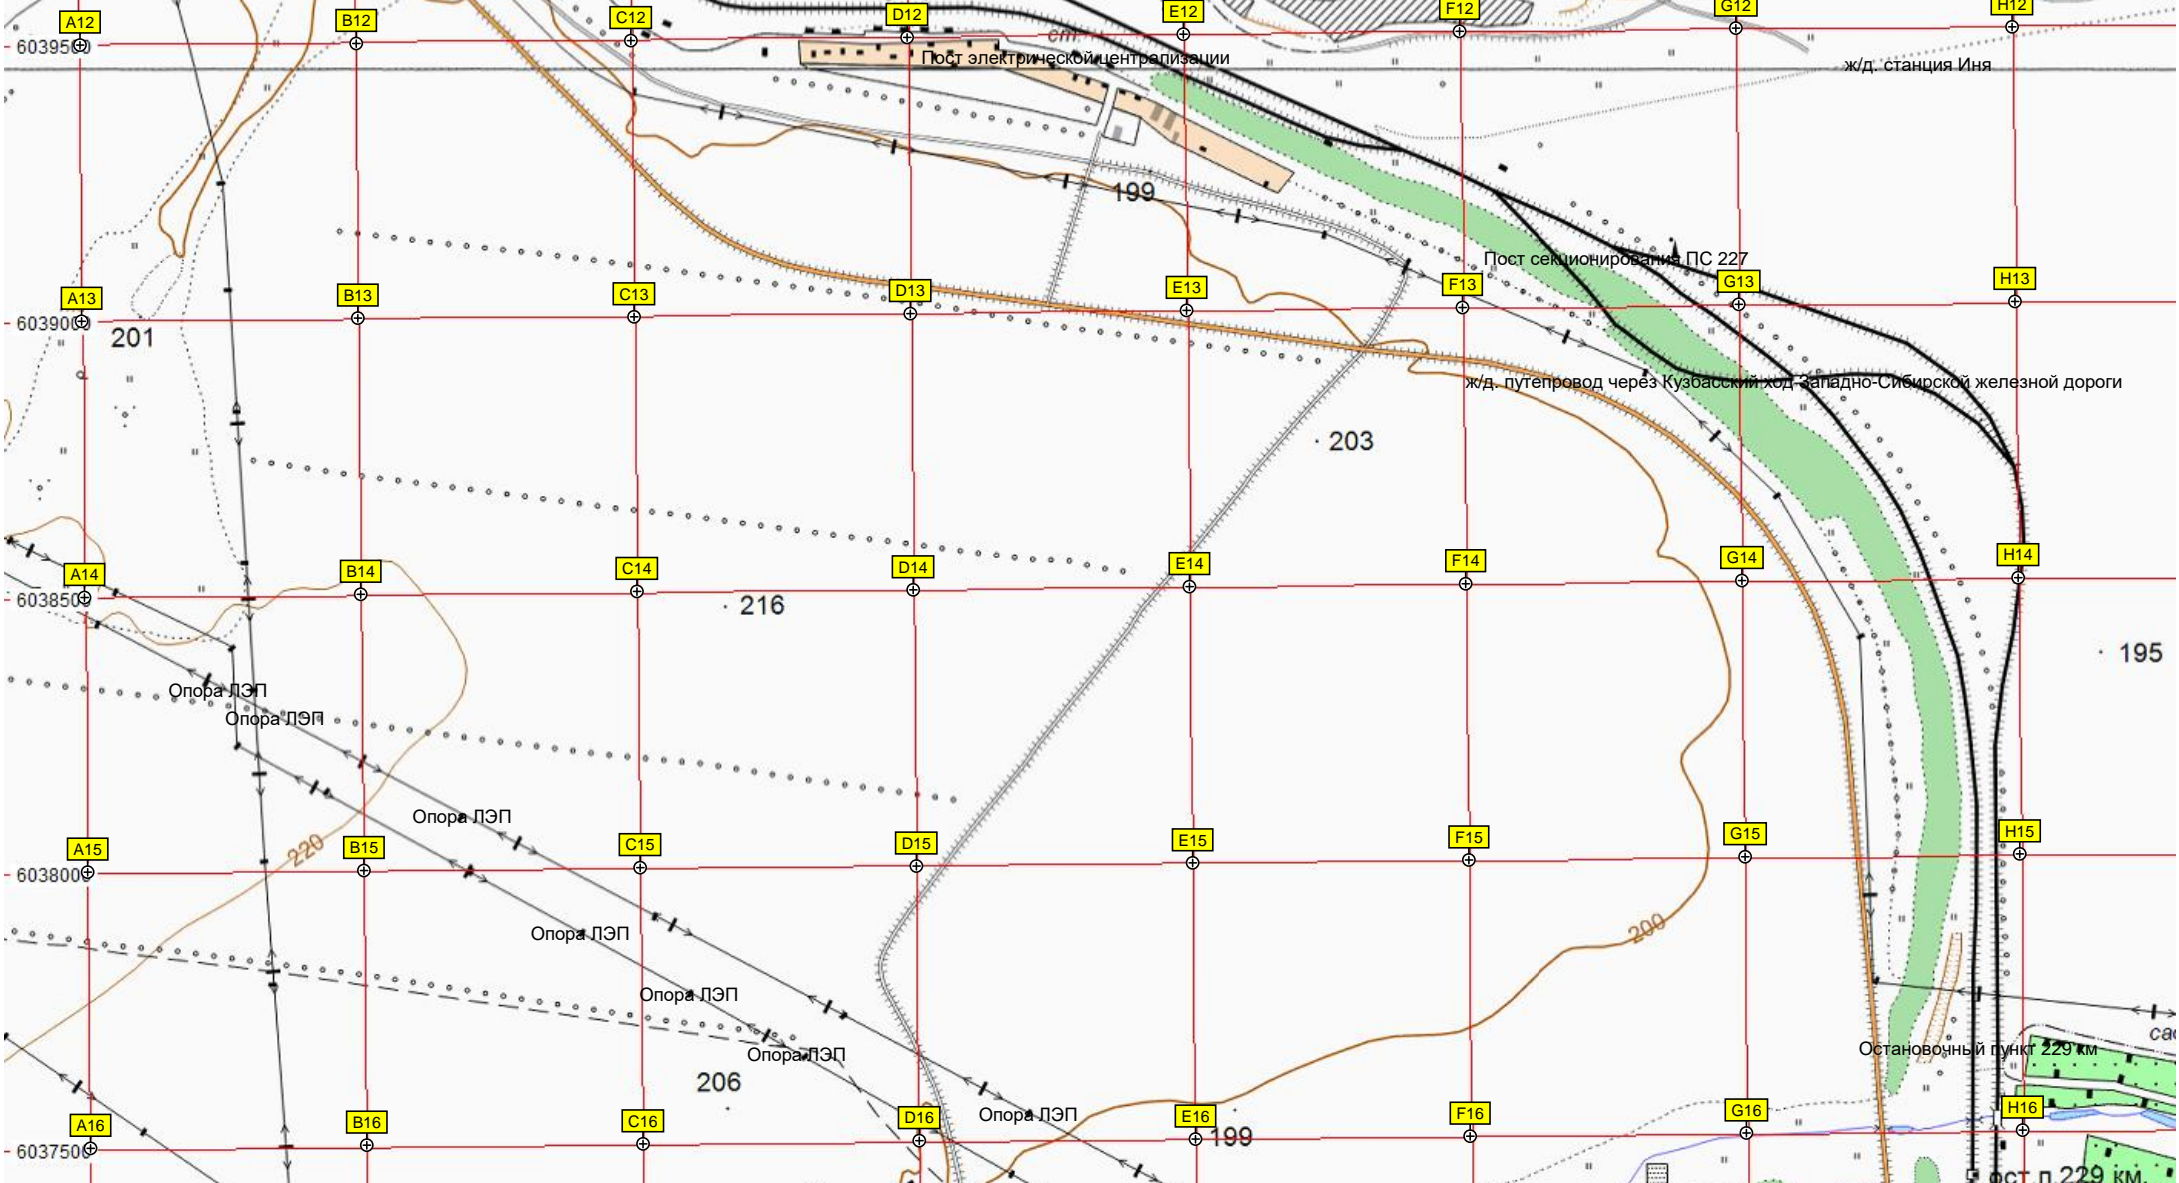 A12
B12
C12
D12
E12
F12
G12
H12
6039500
ст
Пост электрической централизации
ж/д. станция Иня
199
Пост секционирования ПС 227
A13
B13
C13
D13
E13
F13
G13
H13
6039000
201
ж/д. путепровод через Кузбасский ход Западно-Сибирской железной дороги
203
A14
B14
C14
D14
E14
F14
G14
H14
6038500
216
195
Опора ЛЭП
Опора ЛЭП
Опора ЛЭП
220
A15
B15
C15
D15
E15
F15
G15
H15
6038000
200
Опора ЛЭП
Опора ЛЭП
Опора ЛЭП
Остановочный пункт 229 км
206
Опора ЛЭП
A16
B16
C16
D16
E16
F16
G16
H16
199
6037500
ост.п.229 км.